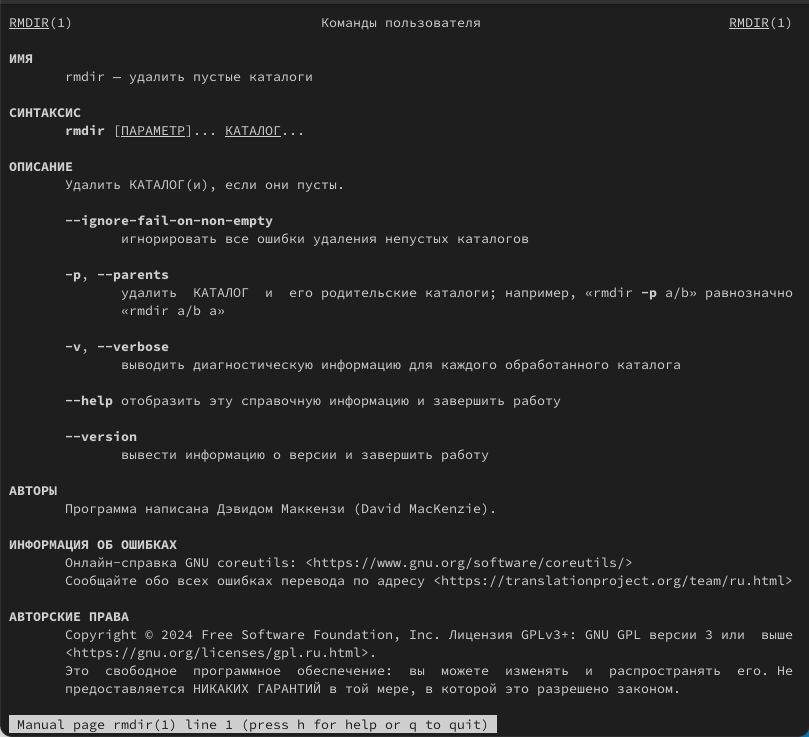 RMDIR(1) Команды пользователя RMDIR(1)
ИМЯ
rmdir — удалить пустые каталоги
СИНТАКСИС
rmdir [ПАРАМЕТР]... КАТАЛОГ...
ОПИСАНИЕ
Удалить КАТАЛОГ(и), если они пусты.
--ignore-fail-on-non-empty
игнорировать все ошибки удаления непустых каталогов
-p, --parents
удалить КАТАЛОГ и его родительские каталоги; например, «rmdir -p a/b» равнозначно
«rmdir a/b a»
-v, --verbose
выводить диагностическую информацию для каждого обработанного каталога
--help отобразить эту справочную информацию и завершить работу
--version
вывести информацию о версии и завершить работу
АВТОРЫ
Программа написана Дэвидом Маккензи (David MacKenzie).
ИНФОРМАЦИЯ ОБ ОШИБКАХ
Онлайн-справка GNU coreutils: <https://www.gnu.org/software/coreutils/>
Сообщайте обо всех ошибках перевода по адресу <https://translationproject.org/team/ru.html>
АВТОРСКИЕ ПРАВА
Copyright © 2024 Free Software Foundation, Inc. Лицензия GPLv3+: GNU GPL версии 3 или выше
<https://gnu.org/licenses/gpl.ru.html>.
Это свободное программное обеспечение: вы можете изменять и распространять его. Не
предоставляется НИКАКИХ ГАРАНТИЙ в той мере, в которой это разрешено законом.
Manual page rmdir(1) line 1 (press h for help or q to quit)